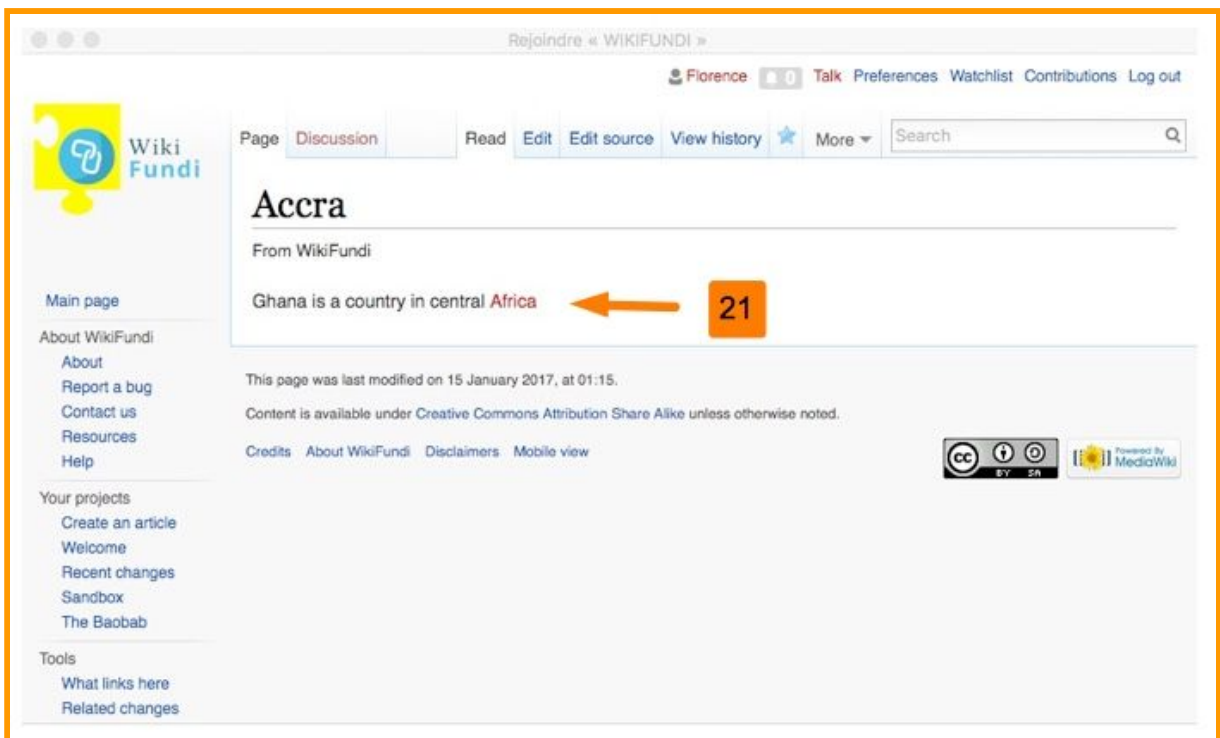 Rejoindre « WIKIFUNDI »
Florence 0 Talk Preferences Watchlist Contributions Log out
Wiki
Fundi
Page Discussion Read Edit Edit source View history More Search
Accra
From WikiFundi
Ghana is a country in central Africa
21
Main page
About WikiFundi
About
Report a bug
Contact us
Resources
Help
Your projects
Create an article
Welcome
Recent changes
Sandbox
The Baobab
Tools
What links here
Related changes
This page was last modified on 15 January 2017, at 01:15.
Content is available under Creative Commons Attribution Share Alike unless otherwise noted.
Credits About WikiFundi Disclaimers Mobile view
cc BY SA
Powered By
MediaWiki